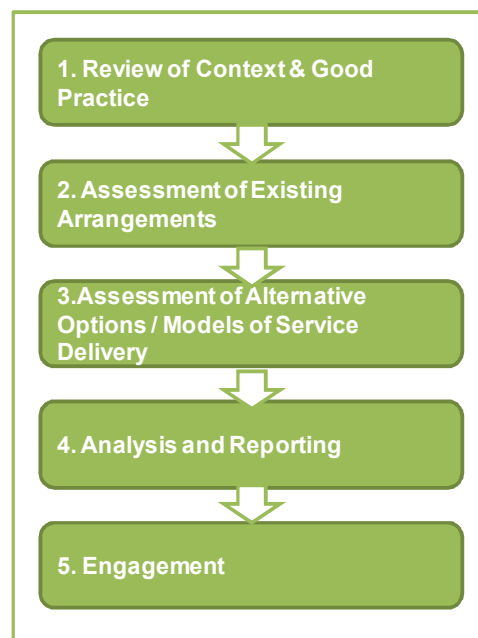 1. Review of Context & Good
Practice
2. Assessment of Existing
Arrangements
3.Assessment of Alternative
Options / Models of Service
Delivery
4. Analysis and Reporting
5. Engagement